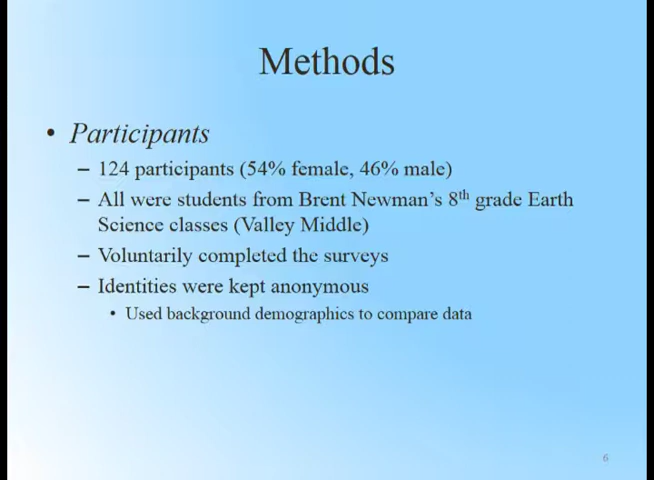 Methods
• Participants
– 124 participants (54% female, 46% male)
– All were students from Brent Newman’s 8th grade Earth
Science classes (Valley Middle)
– Voluntarily completed the surveys
– Identities were kept anonymous
• Used background demographics to compare data
6